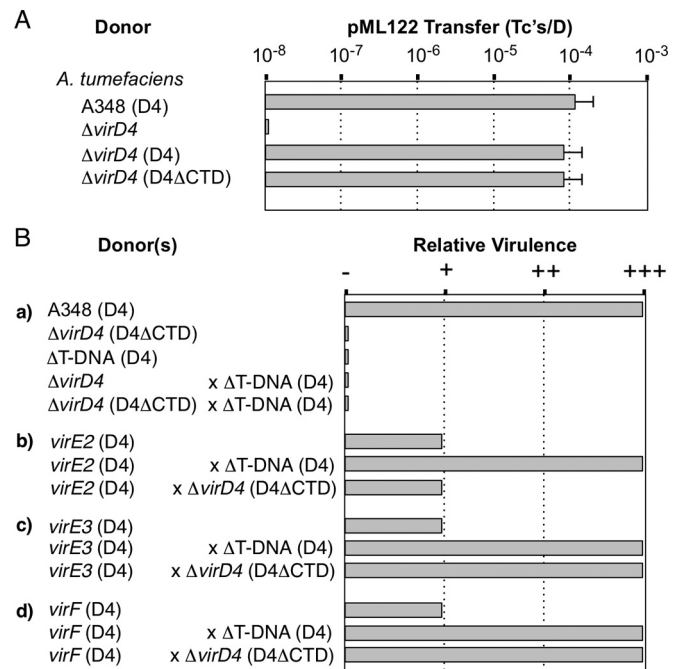 A
Donor pML122 Transfer (Tc's/D)
10⁻⁸ 10⁻⁷ 10⁻⁶ 10⁻⁵ 10⁻⁴ 10⁻³
A. tumefaciens
A348 (D4)
ΔvirD4
ΔvirD4 (D4)
ΔvirD4 (D4ΔCTD)
B
Donor(s) Relative Virulence
- + ++ +++
a) A348 (D4)
ΔvirD4 (D4ΔCTD)
ΔT-DNA (D4)
ΔvirD4 x ΔT-DNA (D4)
ΔvirD4 (D4ΔCTD) x ΔT-DNA (D4)
b) virE2 (D4)
virE2 (D4) x ΔT-DNA (D4)
virE2 (D4) x ΔvirD4 (D4ΔCTD)
c) virE3 (D4)
virE3 (D4) x ΔT-DNA (D4)
virE3 (D4) x ΔvirD4 (D4ΔCTD)
d) virF (D4)
virF (D4) x ΔT-DNA (D4)
virF (D4) x ΔvirD4 (D4ΔCTD)